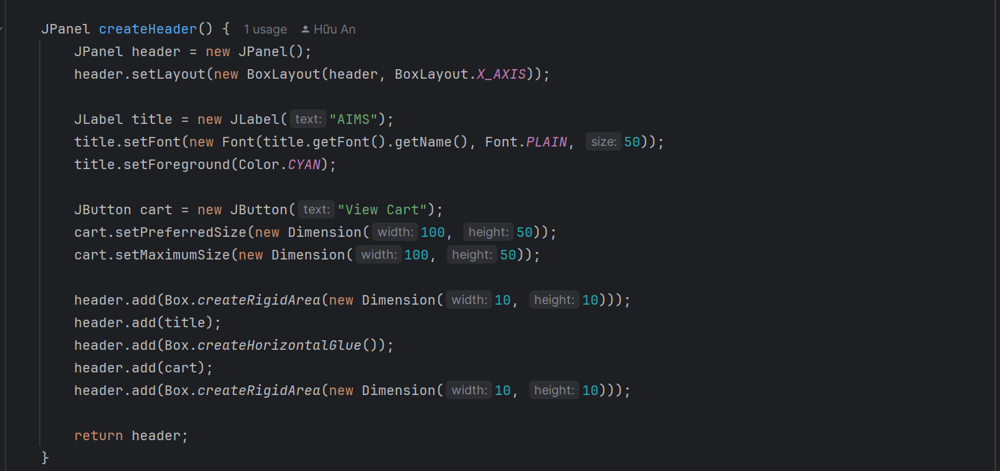 JPanel createHeader() { 1 usage Hữu An
JPanel header = new JPanel();
header.setLayout(new BoxLayout(header, BoxLayout.X_AXIS));
JLabel title = new JLabel( text: "AIMS");
title.setFont(new Font(title.getFont().getName(), Font.PLAIN, size: 50));
title.setForeground(Color.CYAN);
JButton cart = new JButton( text: "View Cart");
cart.setPreferredSize(new Dimension( width: 100, height: 50));
cart.setMaximumSize(new Dimension( width: 100, height: 50));
header.add(Box.createRigidArea(new Dimension( width: 10, height: 10)));
header.add(title);
header.add(Box.createHorizontalGlue());
header.add(cart);
header.add(Box.createRigidArea(new Dimension( width: 10, height: 10)));
return header;
}